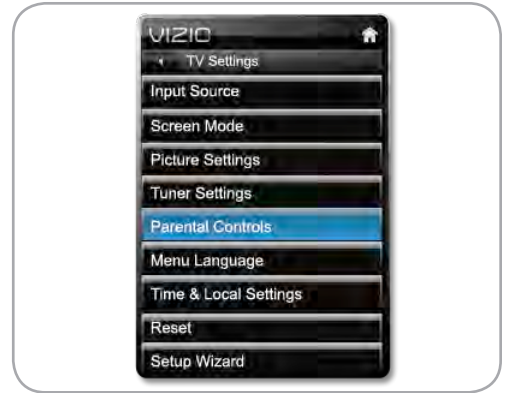 VIZIO
TV Settings
Input Source
Screen Mode
Picture Settings
Tuner Settings
Parental Controls
Menu Language
Time & Local Settings
Reset
Setup Wizard